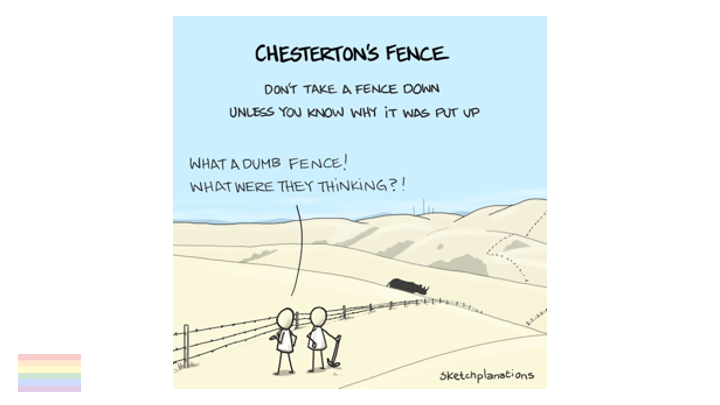 CHESTERTON'S FENCE
DON'T TAKE A FENCE DOWN
UNLESS YOU KNOW WHY IT WAS PUT UP
WHAT A DUMB FENCE!
WHAT WERE THEY THINKING?!
sketchplanations